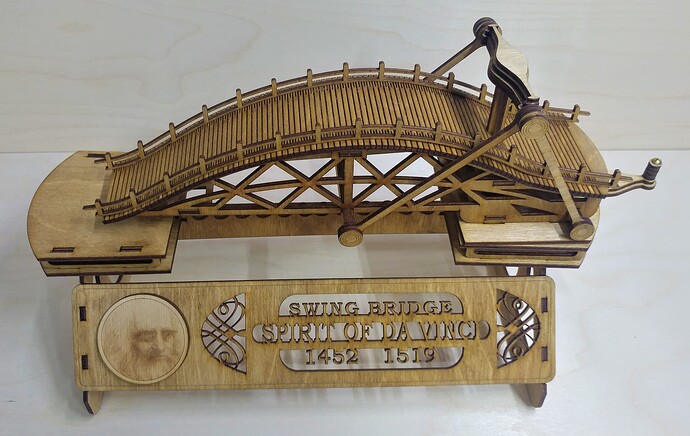 SWING BRIDGE
SPIRIT OF DA VINCI
1452 1519